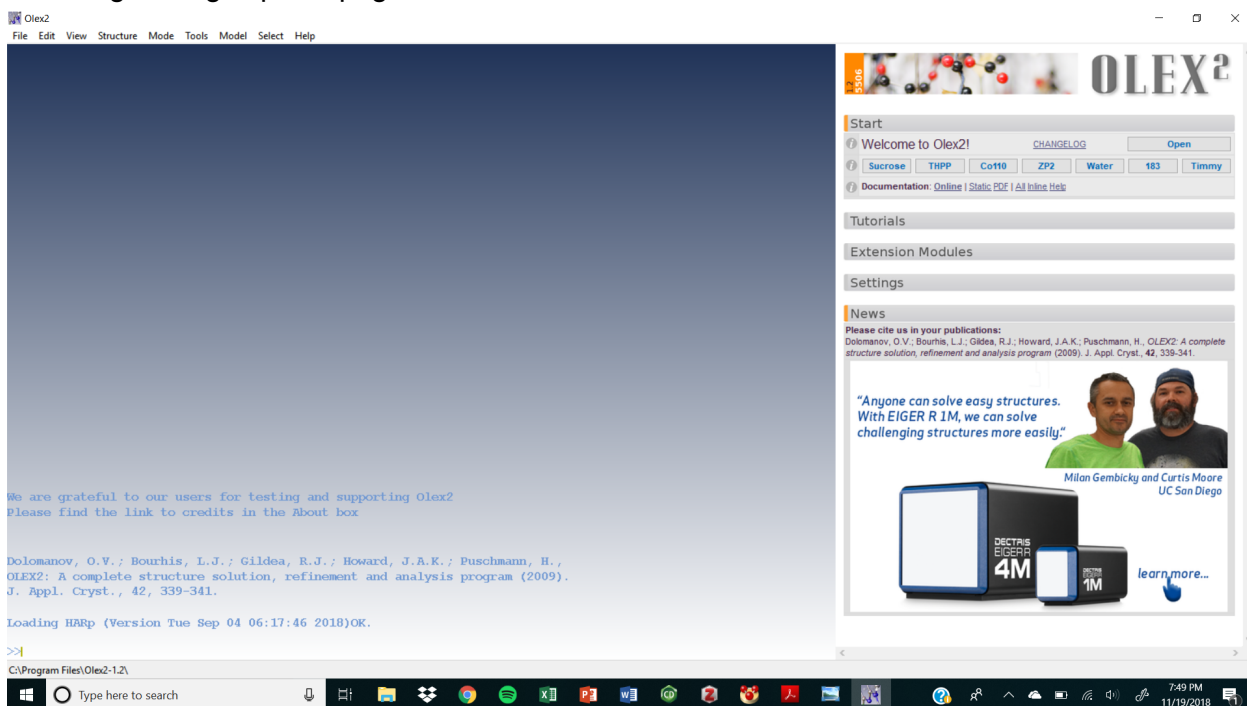 Olex2
File Edit View Structure Mode Tools Model Select Help
1.2
5506
OLEX2
Start
Welcome to Olex2! CHANGELOG Open
Sucrose THPP Co110 ZP2 Water 183 Timmy
Documentation: Online | Static PDF | All Inline Help
Tutorials
Extension Modules
Settings
News
Please cite us in your publications:
Dolomanov, O.V.; Bourhis, L.J.; Gildea, R.J.; Howard, J.A.K.; Puschmann, H., OLEX2: A complete
structure solution, refinement and analysis program (2009). J. Appl. Cryst., 42, 339-341.
"Anyone can solve easy structures.
With EIGER R 1M, we can solve
challenging structures more easily."
Milan Gembicky and Curtis Moore
UC San Diego
DECTRIS
EIGER R
4M
DECTRIS
EIGER R
1M
learn more...
We are grateful to our users for testing and supporting Olex2
Please find the link to credits in the About box
Dolomanov, O.V.; Bourhis, L.J.; Gildea, R.J.; Howard, J.A.K.; Puschmann, H.,
OLEX2: A complete structure solution, refinement and analysis program (2009).
J. Appl. Cryst., 42, 339-341.
Loading HARp (Version Tue Sep 04 06:17:46 2018)OK.
>>
C:\Program Files\Olex2-1.2\
Type here to search
7:49 PM
11/19/2018